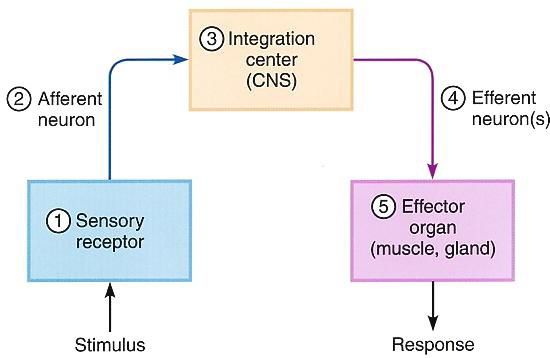 ③ Integration
center
(CNS)
② Afferent
neuron
④ Efferent
neuron(s)
① Sensory
receptor
⑤ Effector
organ
(muscle, gland)
Stimulus
Response